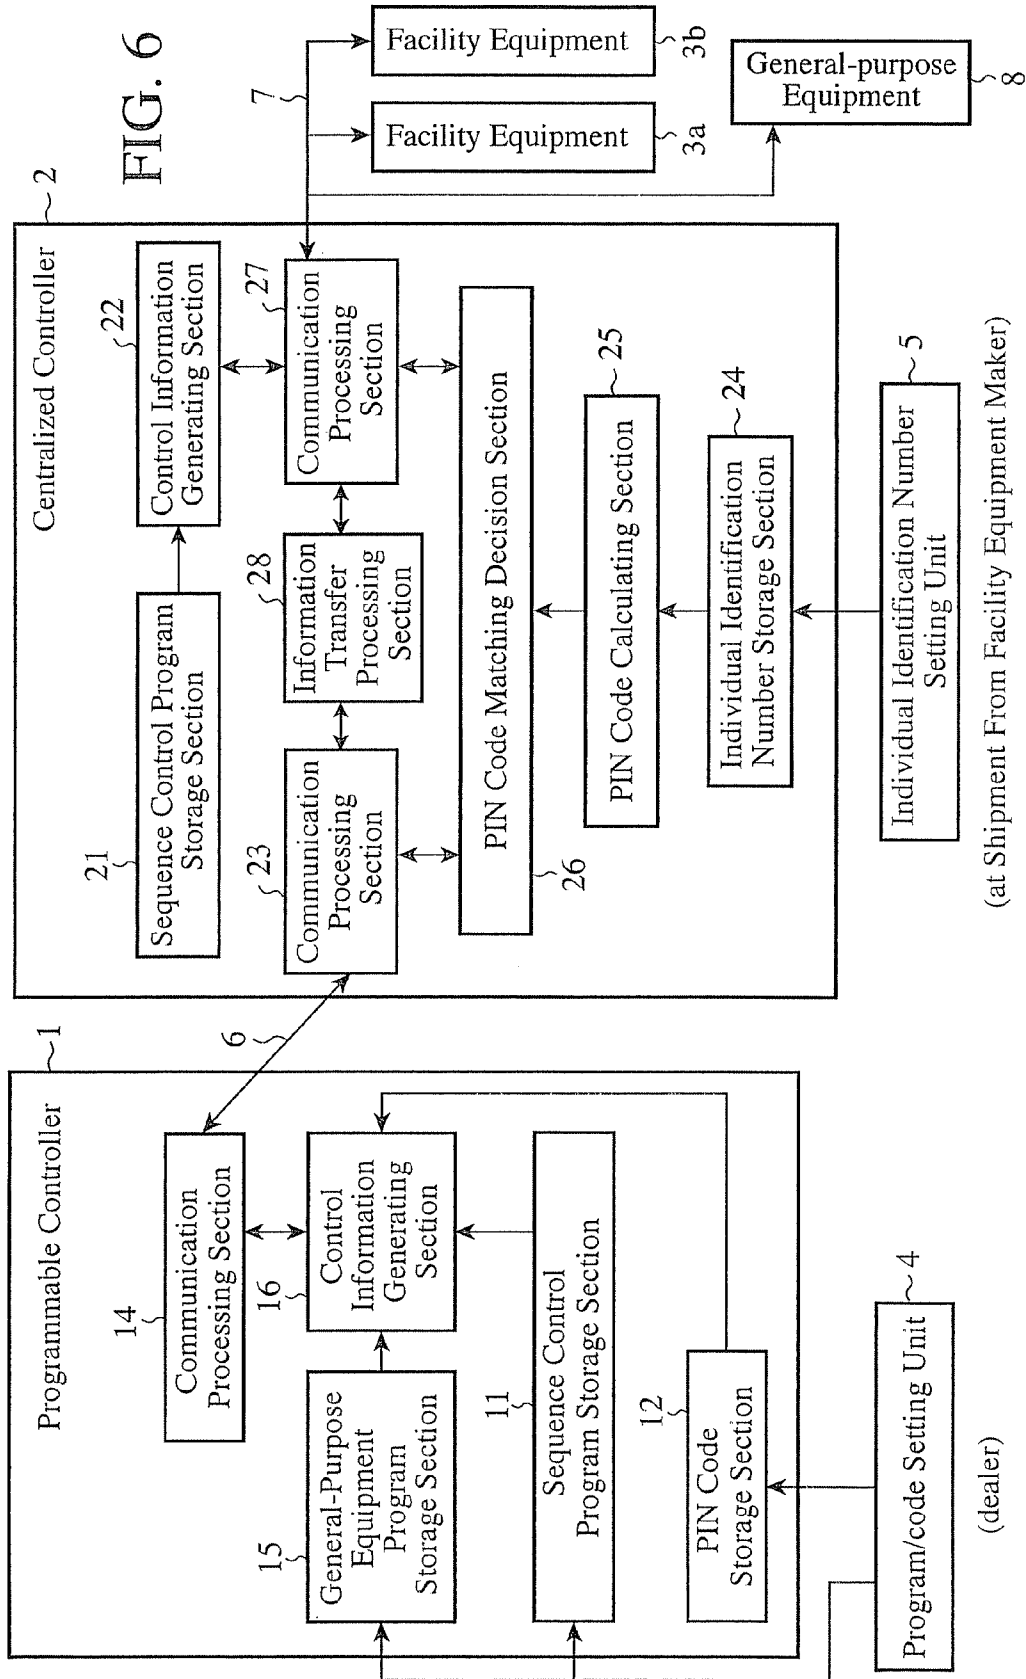 FIG. 6
Programmable Controller
1
14
Communication
Processing Section
15
General-Purpose
Equipment
Program
Storage Section
16
Control
Information
Generating
Section
11
Sequence Control
Program Storage Section
12
PIN Code
Storage Section
Program/code Setting Unit
4
(dealer)
6
Centralized Controller
2
21
Sequence Control Program
Storage Section
22
Control Information
Generating Section
23
Communication
Processing
Section
28
Information
Transfer
Processing
Section
27
Communication
Processing
Section
26
PIN Code Matching Decision Section
25
PIN Code Calculating Section
24
Individual Identification
Number Storage Section
5
Individual Identification Number
Setting Unit
(at Shipment From Facility Equipment Maker)
7
Facility Equipment
3b
Facility Equipment
3a
General-purpose
Equipment
8